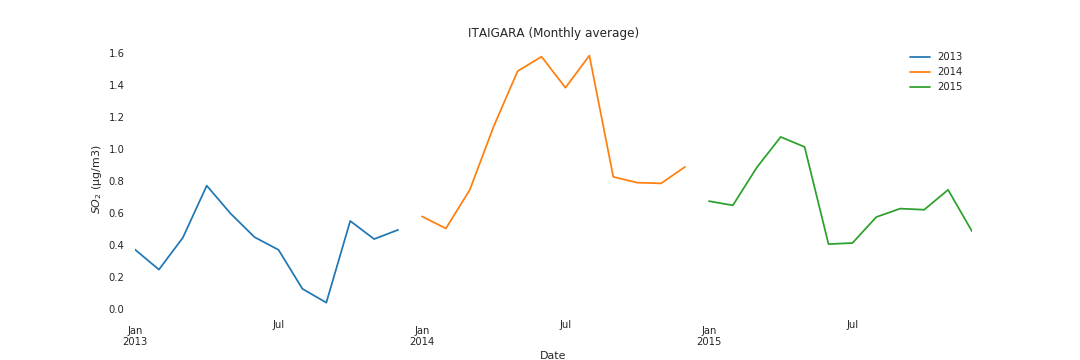 ITAIGARA (Monthly average)
1.6
1.4
1.2
1.0
0.8
0.6
0.4
0.2
0.0
SO₂ (µg/m3)
2013
2014
2015
Jan
2013
Jul
Jan
2014
Jul
Jan
2015
Jul
Date